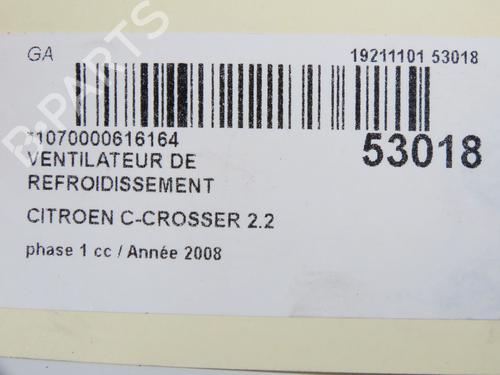 GA
19211101 53018
*1070000616164
53018
VENTILATEUR DE
REFROIDISSEMENT
CITROEN C-CROSSER 2.2
phase 1 cc / Année 2008
B-PARTS